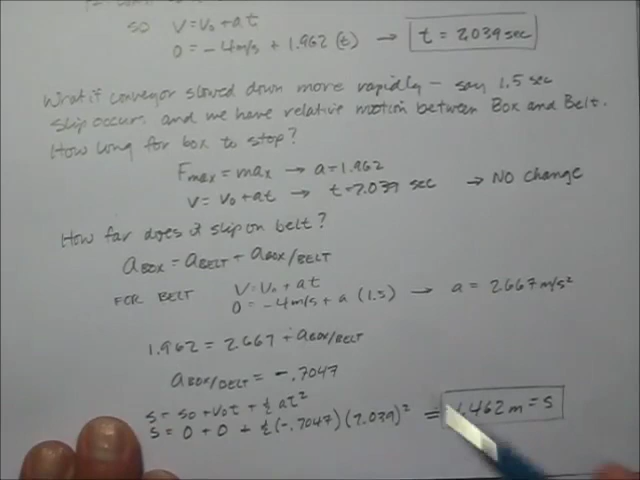 so V = V₀ + at
0 = -4m/s + 1.962 (t) → t = 2.039 sec
What if conveyor slowed down more rapidly - say 1.5 sec
slip occurs. and we have relative motion between Box and Belt.
How long for box to stop?
Fmax = max → a = 1.962
V = V₀ + at → t = 2.039 sec → NO change
How far does it slip on belt?
aBOX = aBELT + aBOX/BELT
FOR BELT V = V₀ + at
0 = -4m/s + a (1.5) → a = 2.667 m/s²
1.962 = 2.667 + aBOX/BELT
aBOX/BELT = -.7047
s = s₀ + V₀t + ½ at²
s = 0 + 0 + ½ (-.7047) (2.039)² = 1.462 m = s